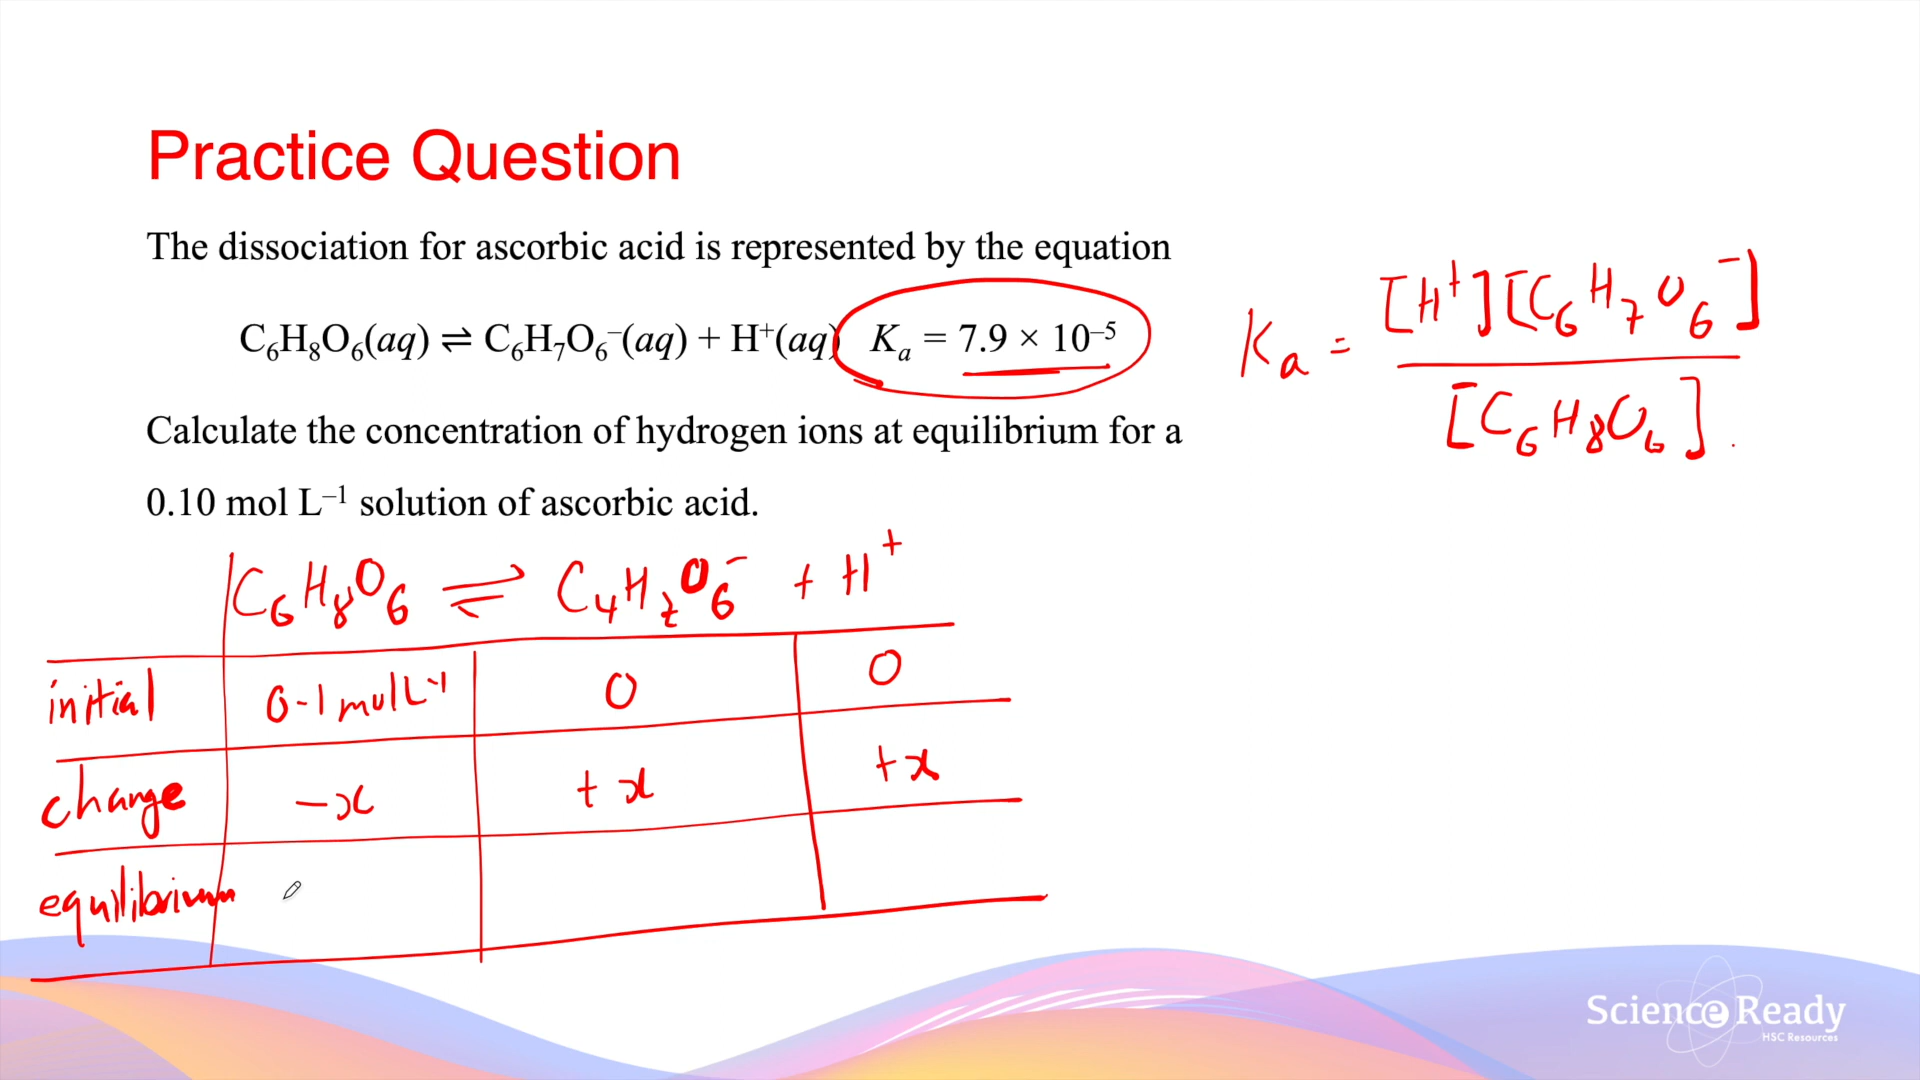 Practice Question
The dissociation for ascorbic acid is represented by the equation
C₆H₈O₆(aq) ⇌ C₆H₇O₆⁻(aq) + H⁺(aq) Kₐ = 7.9 × 10⁻⁵
Calculate the concentration of hydrogen ions at equilibrium for a
0.10 mol L⁻¹ solution of ascorbic acid.
Kₐ = [H⁺][C₆H₇O₆⁻] / [C₆H₈O₆].
C₆H₈O₆ ⇌ C₄H₇O₆⁻ + H⁺
initial 0.1 mol L⁻¹ 0 0
change -x +x +x
equilibrium
Science Ready
HSC Resources